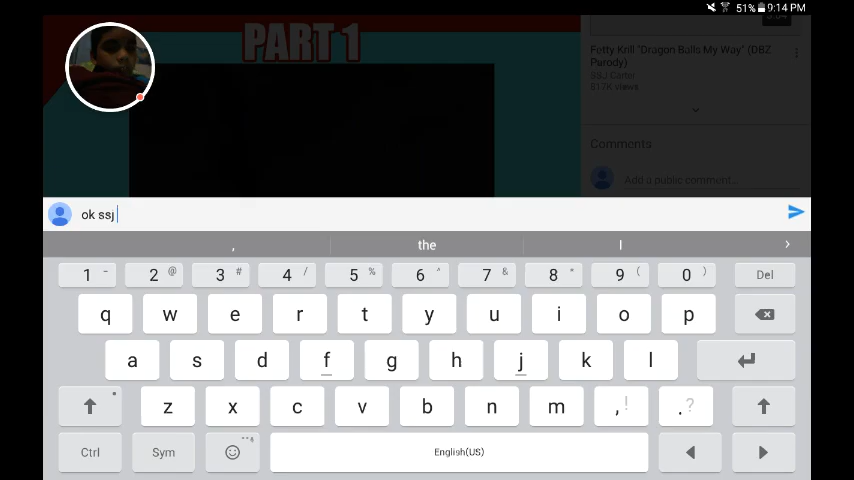 51% 9:14 PM
PART 1
Fetty Krill "Dragon Balls My Way" (DBZ
Parody)
SSJ Cartel
617K views
Comments
Add a public comment...
ok ssj
, the I
1 - 2 @ 3 # 4 / 5 % 6 ^ 7 & 8 * 9 ( 0 ) Del
q w e r t y u i o p
a s d f g h j k l
z x c v b n m , ! . ?
Ctrl Sym English(US)